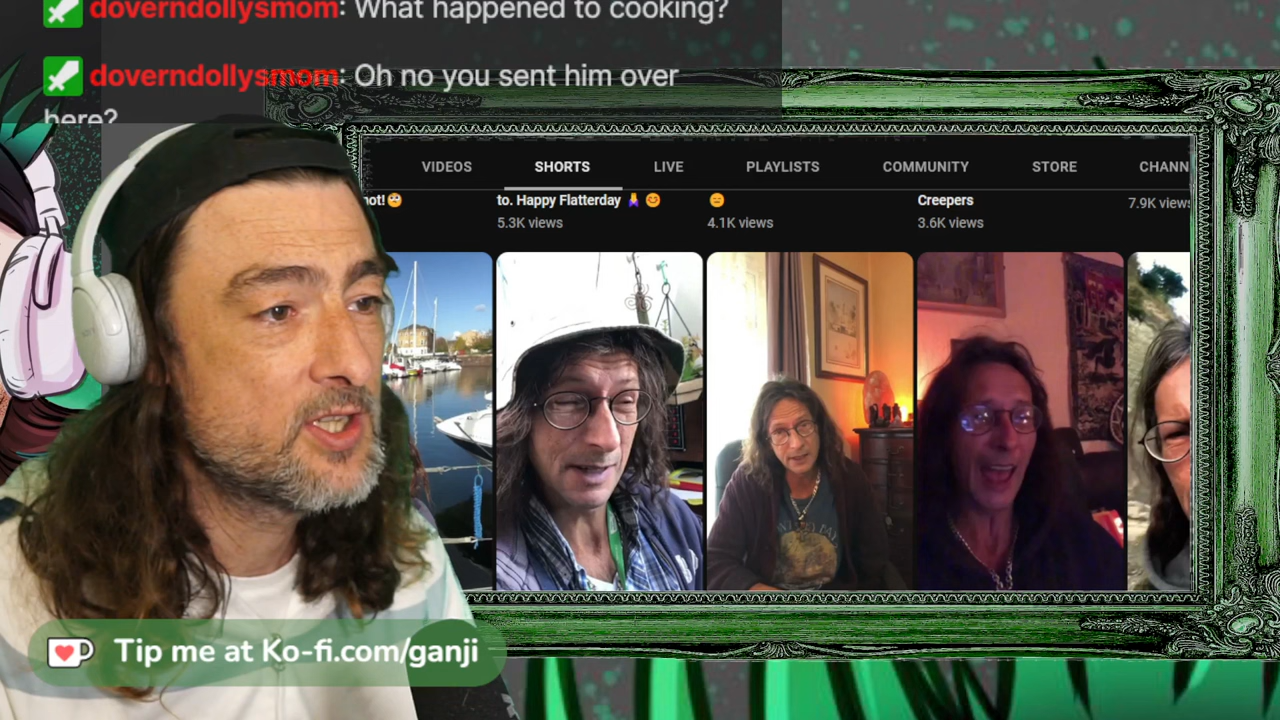 doverndollysmom: What happened to cooking?
doverndollysmom: Oh no you sent him over
here?
VIDEOS SHORTS LIVE PLAYLISTS COMMUNITY STORE CHANN
not!🙄 to. Happy Flatterday 🤱😊 😑 Creepers
5.3K views 4.1K views 3.6K views 7.9K views
Tip me at Ko-fi.com/ganji